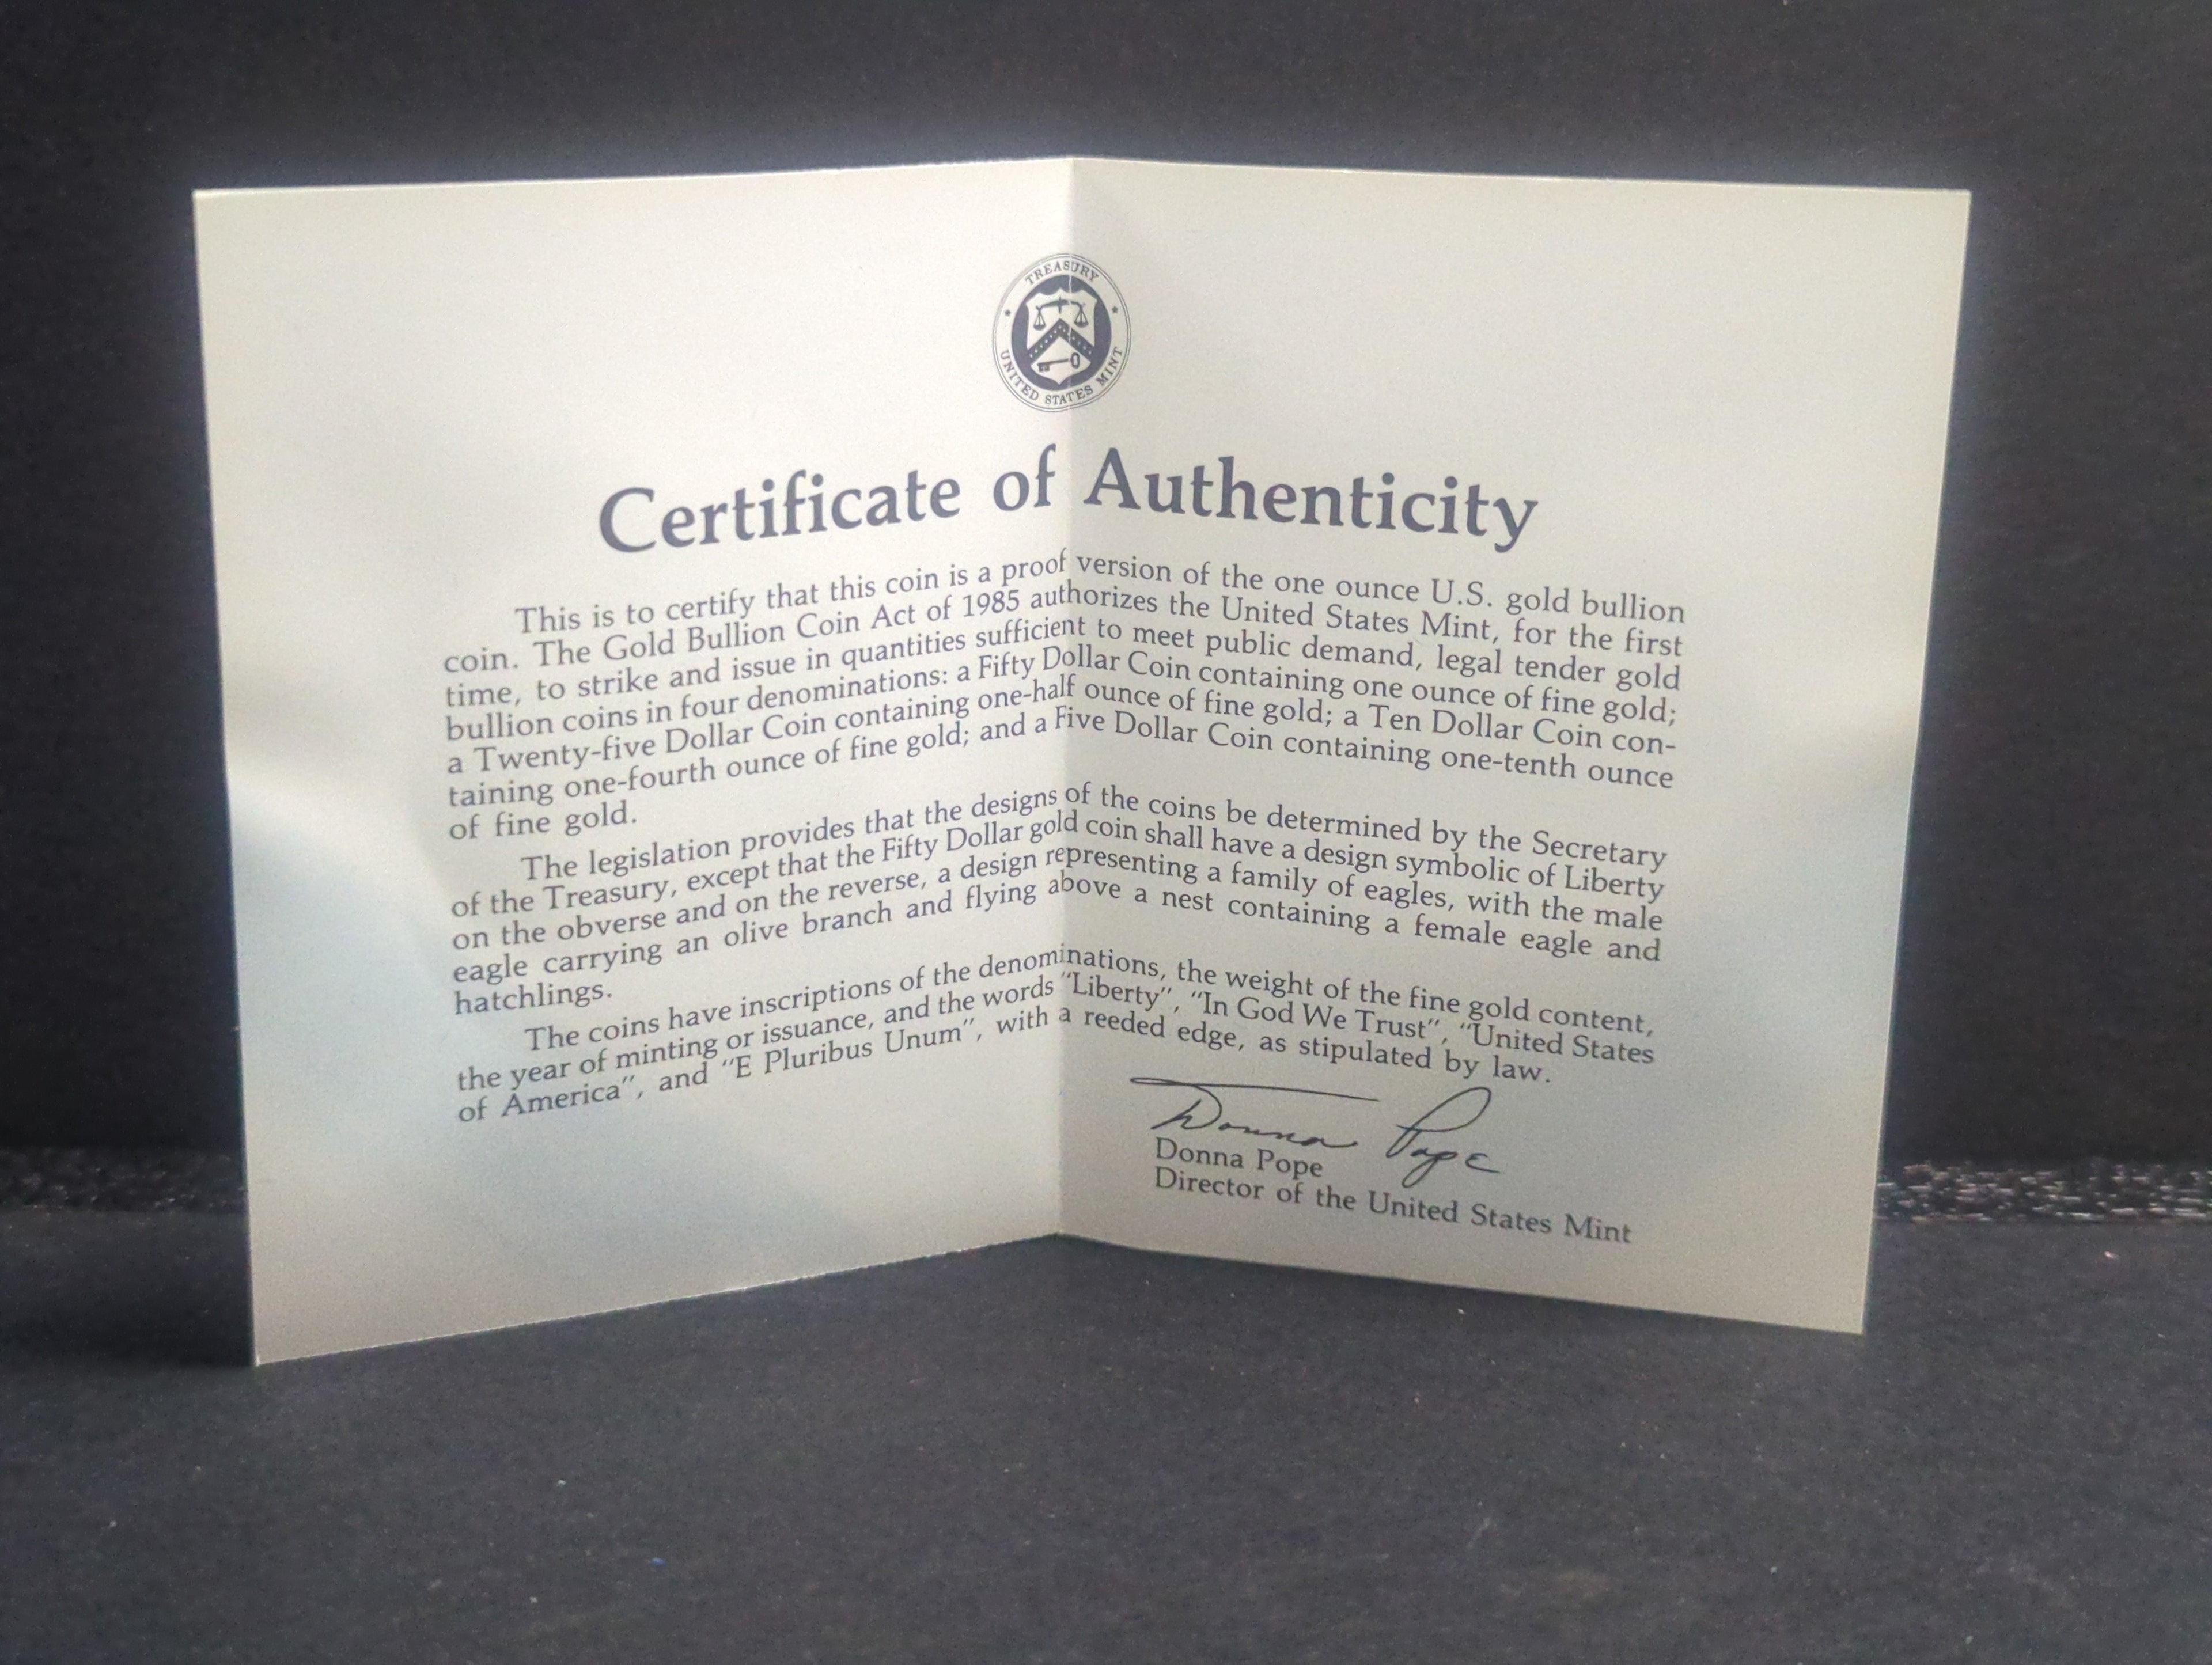 TREASURY
UNITED STATES MINT
Certificate of Authenticity
This is to certify that this coin is a proof version of the one ounce U.S. gold bullion
coin. The Gold Bullion Coin Act of 1985 authorizes the United States Mint, for the first
time, to strike and issue in quantities sufficient to meet public demand, legal tender gold
bullion coins in four denominations: a Fifty Dollar Coin containing one ounce of fine gold;
a Twenty-five Dollar Coin containing one-half ounce of fine gold; a Ten Dollar Coin con-
taining one-fourth ounce of fine gold; and a Five Dollar Coin containing one-tenth ounce
of fine gold.
The legislation provides that the designs of the coins be determined by the Secretary
of the Treasury, except that the Fifty Dollar gold coin shall have a design symbolic of Liberty
on the obverse and on the reverse, a design representing a family of eagles, with the male
eagle carrying an olive branch and flying above a nest containing a female eagle and
hatchlings.
The coins have inscriptions of the denominations, the weight of the fine gold content,
the year of minting or issuance, and the words "Liberty", "In God We Trust", "United States
of America", and "E Pluribus Unum", with a reeded edge, as stipulated by law.
Donna Pope
Donna Pope
Director of the United States Mint